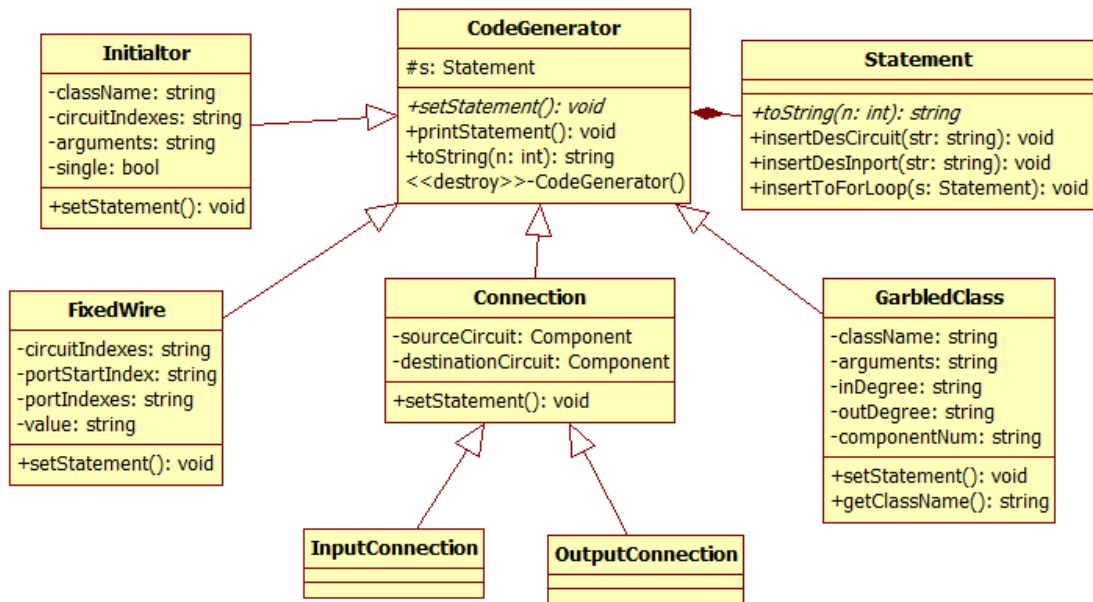 Initialtor
-className: string
-circuitIndexes: string
-arguments: string
-single: bool
+setStatement(): void
CodeGenerator
#s: Statement
+setStatement(): void
+printStatement(): void
+toString(n: int): string
<<destroy>>-CodeGenerator()
Statement
+toString(n: int): string
+insertDesCircuit(str: string): void
+insertDesInport(str: string): void
+insertToForLoop(s: Statement): void
FixedWire
-circuitIndexes: string
-portStartIndex: string
-portIndexes: string
-value: string
+setStatement(): void
Connection
-sourceCircuit: Component
-destinationCircuit: Component
+setStatement(): void
GarbledClass
-className: string
-arguments: string
-inDegree: string
-outDegree: string
-componentNum: string
+setStatement(): void
+getClassName(): string
InputConnection
OutputConnection